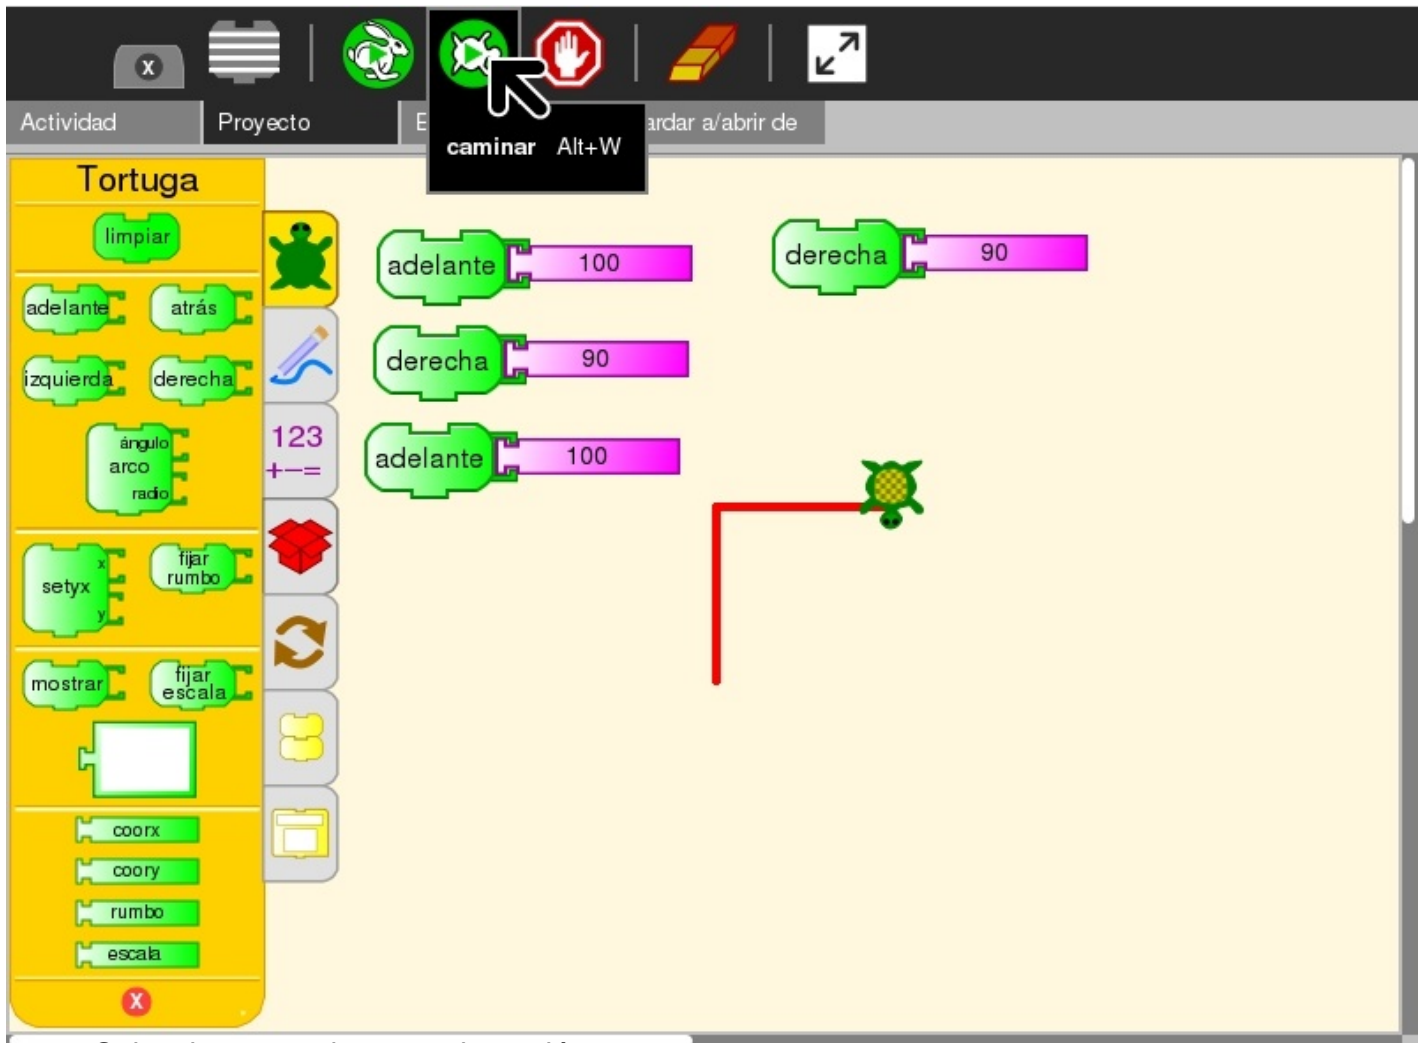 X
Actividad
Proyecto
caminar Alt+W
a/abrir de
Tortuga
limpiar
adelante atrás
izquierda derecha
ángulo
arco
radio
x
setyx
y
fijar
rumbo
mostrar
fijar
escala
coorx
coory
rumbo
escala
X
123
+−=
adelante 100
derecha 90
adelante 100
derecha 90